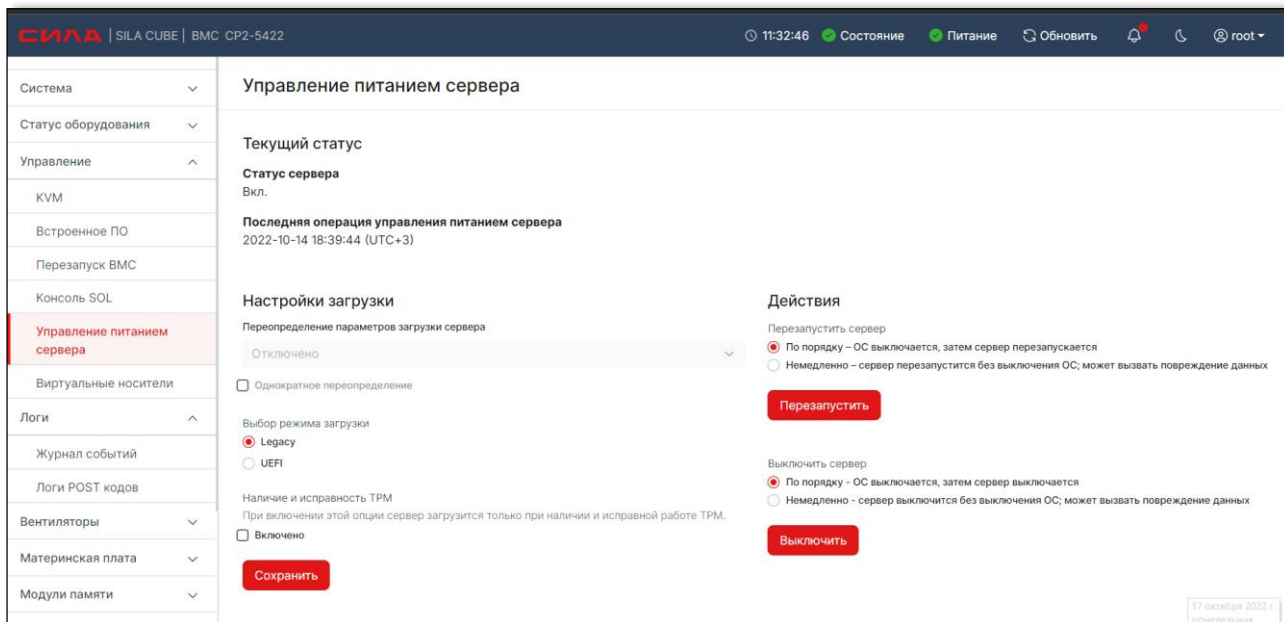 СИЛА | SILA CUBE | BMC CP2-5422
11:32:46 Состояние Питание Обновить root
Система
Статус оборудования
Управление
KVM
Встроенное ПО
Перезапуск BMC
Консоль SOL
Управление питанием
сервера
Виртуальные носители
Логи
Журнал событий
Логи POST кодов
Вентиляторы
Материнская плата
Модули памяти
Управление питанием сервера
Текущий статус
Статус сервера
Вкл.
Последняя операция управления питанием сервера
2022-10-14 18:39:44 (UTC+3)
Настройки загрузки
Переопределение параметров загрузки сервера
Отключено
Однократное переопределение
Выбор режима загрузки
Legacy
UEFI
Наличие и исправность TPM
При включении этой опции сервер загрузится только при наличии и исправной работе TPM.
Включено
Сохранить
Действия
Перезапустить сервер
По порядку – ОС выключается, затем сервер перезапускается
Немедленно – сервер перезапустится без выключения ОС; может вызвать повреждение данных
Перезапустить
Выключить сервер
По порядку - ОС выключается, затем сервер выключается
Немедленно - сервер выключится без выключения ОС; может вызвать повреждение данных
Выключить
17 октября 2022 г.
понедельник